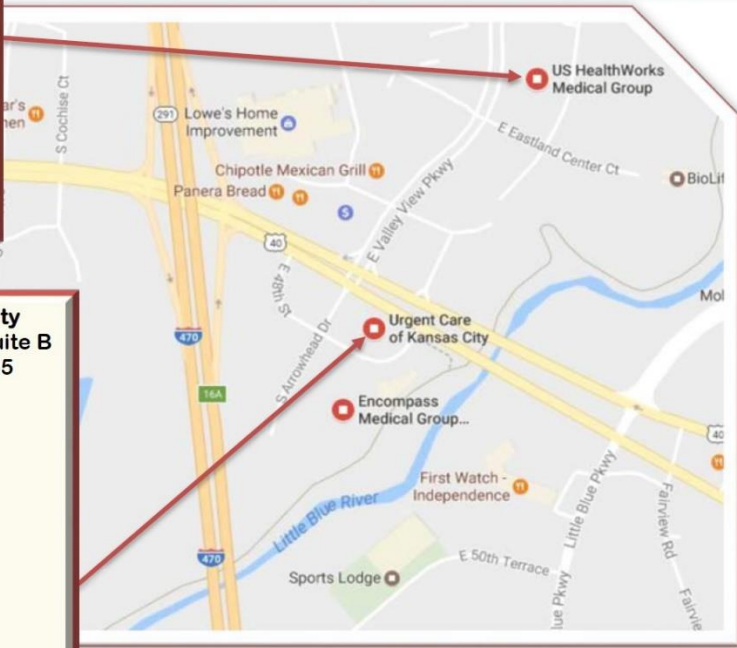 US HealthWorks
Medical Group
S Cochise Ct
291
Lowe's Home
Improvement
E Eastland Center Ct
Chipotle Mexican Grill
Panera Bread
BioLif
E Valley View Pkwy
40
E 48th St
ty
uite B
5
470
Urgent Care
of Kansas City
S Arrowhead Dr
16A
Encompass
Medical Group...
Mol
40
First Watch -
Independence
Little Blue River
Little Blue Pkwy
Fairview Rd
470
E 50th Terrace
Sports Lodge
lue Pkwy
Fairvie